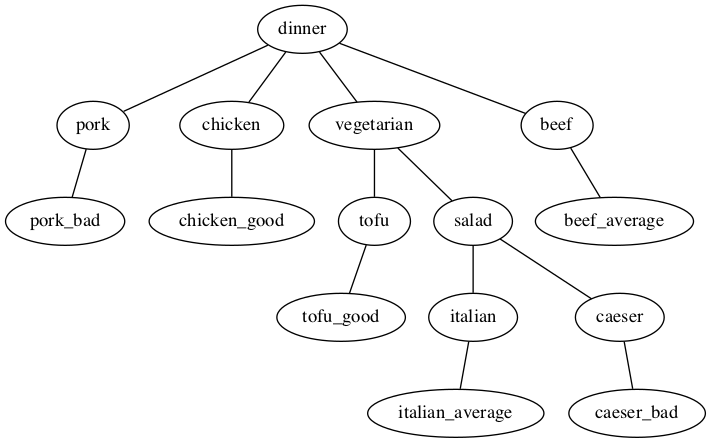 dinner
pork
chicken
vegetarian
beef
pork_bad
chicken_good
tofu
salad
beef_average
tofu_good
italian
caeser
italian_average
caeser_bad